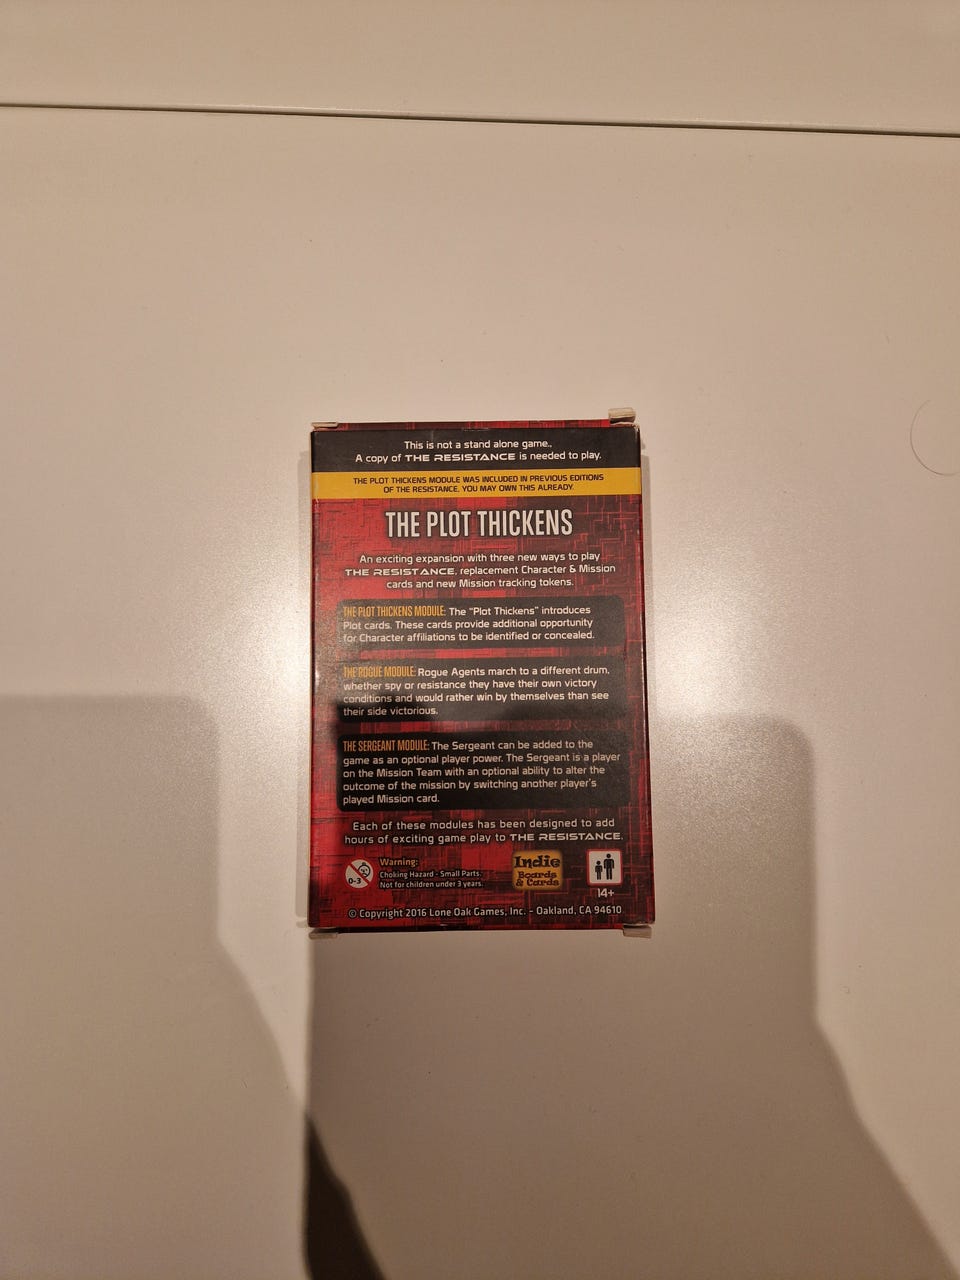 This is not a stand alone game..
A copy of THE RESISTANCE is needed to play.
THE PLOT THICKENS MODULE WAS INCLUDED IN PREVIOUS EDITIONS
OF THE RESISTANCE, YOU MAY OWN THIS ALREADY.
THE PLOT THICKENS
An exciting expansion with three new ways to play
THE RESISTANCE, replacement Character & Mission
cards and new Mission tracking tokens.
THE PLOT THICKENS MODULE: The "Plot Thickens" introduces
Plot cards. These cards provide additional opportunity
for Character affiliations to be identified or concealed.
THE ROGUE MODULE: Rogue Agents march to a different drum,
whether spy or resistance they have their own victory
conditions and would rather win by themselves than see
their side victorious.
THE SERGEANT MODULE: The Sergeant can be added to the
game as an optional player power. The Sergeant is a player
on the Mission Team with an optional ability to alter the
outcome of the mission by switching another player's
played Mission card.
Each of these modules has been designed to add
hours of exciting game play to THE RESISTANCE.
0-3
Warning:
Choking Hazard - Small Parts.
Not for children under 3 years.
Indie
Boards
& Cards
14+
© Copyright 2016 Lone Oak Games, Inc. - Oakland, CA 94610